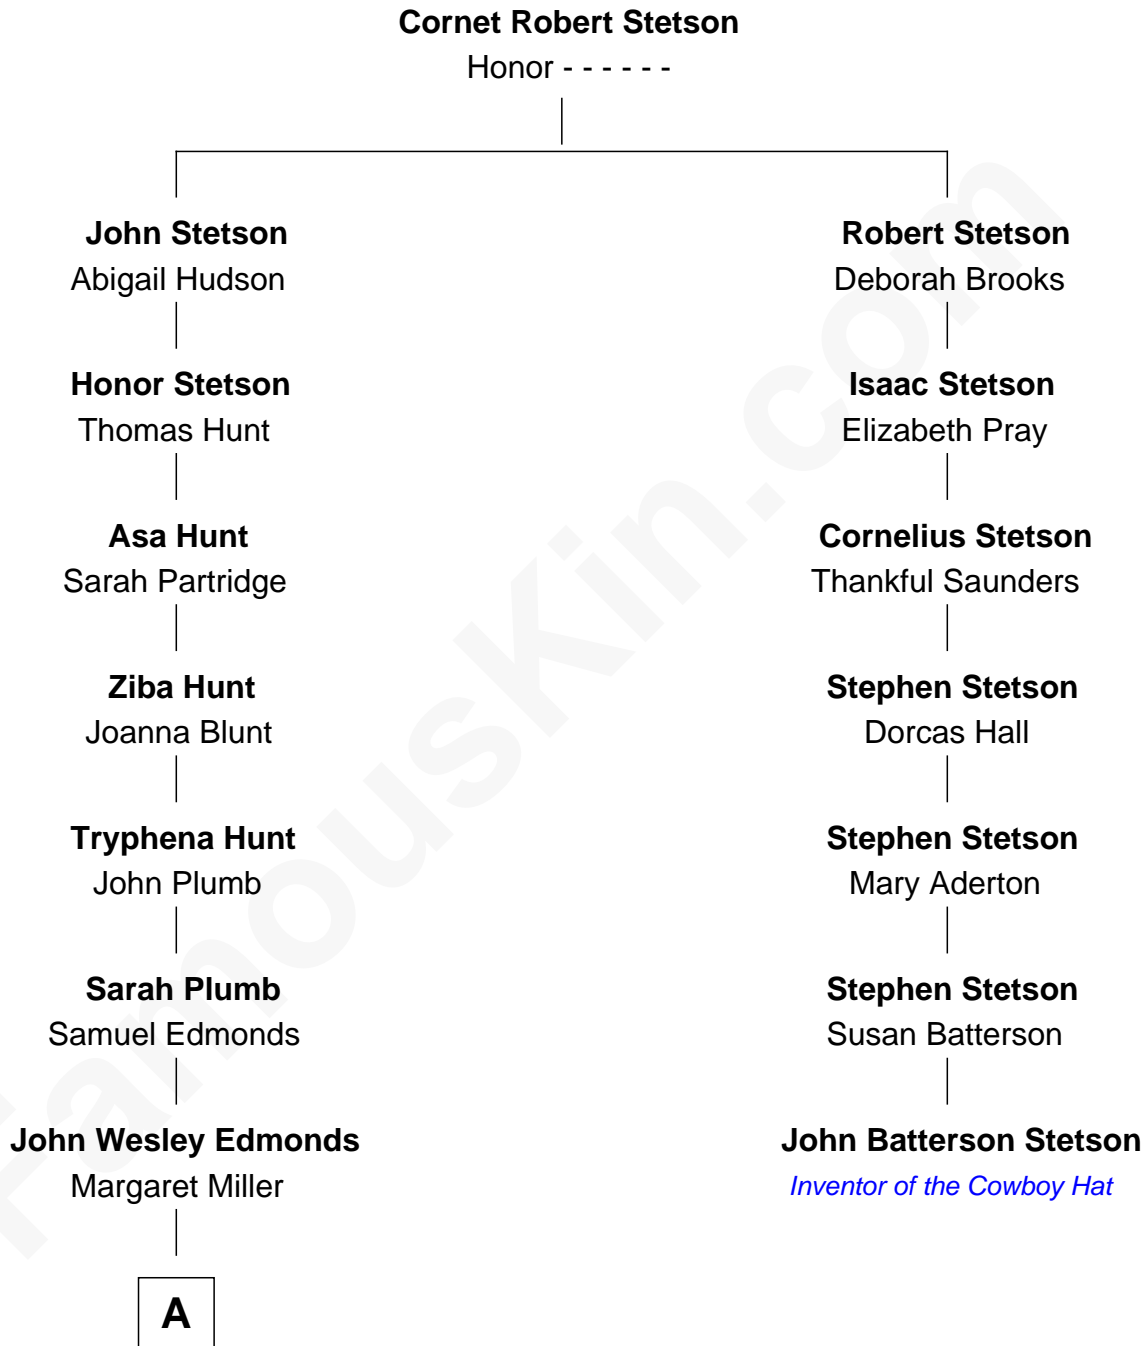 Cornet Robert Stetson
Honor - - - - - -
John Stetson
Abigail Hudson
Robert Stetson
Deborah Brooks
Honor Stetson
Thomas Hunt
Isaac Stetson
Elizabeth Pray
Asa Hunt
Sarah Partridge
Cornelius Stetson
Thankful Saunders
Ziba Hunt
Joanna Blunt
Stephen Stetson
Dorcas Hall
Tryphena Hunt
John Plumb
Stephen Stetson
Mary Aderton
Sarah Plumb
Samuel Edmonds
Stephen Stetson
Susan Batterson
John Wesley Edmonds
Margaret Miller
John Batterson Stetson
Inventor of the Cowboy Hat
A
FamousKin.com